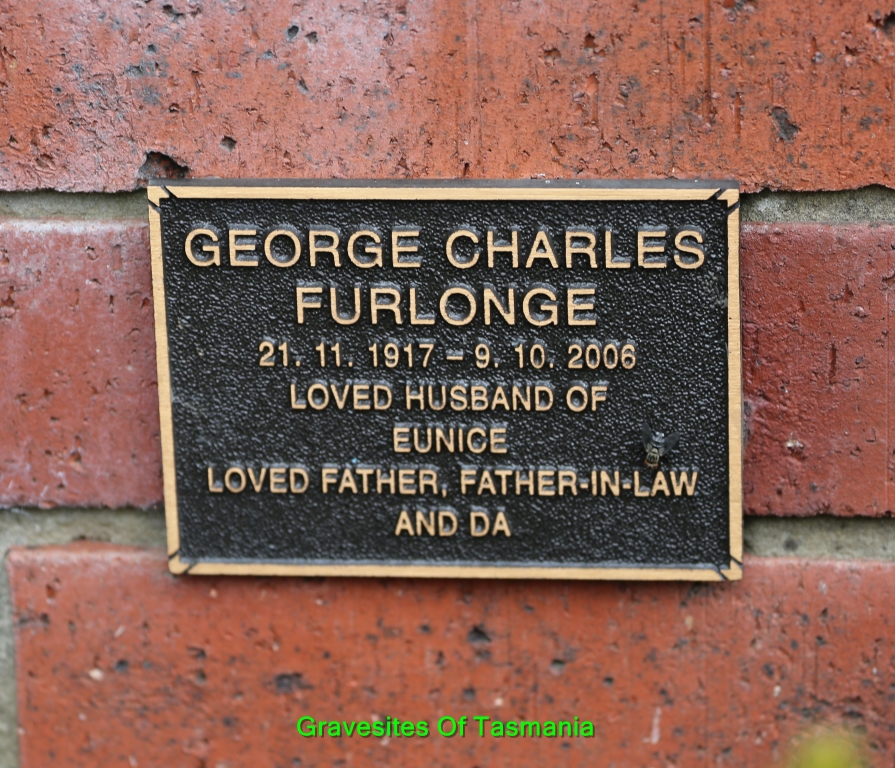 GEORGE CHARLES
FURLONGE
21. 11. 1917 – 9. 10. 2006
LOVED HUSBAND OF
EUNICE
LOVED FATHER, FATHER-IN-LAW
AND DA
Gravesites Of Tasmania